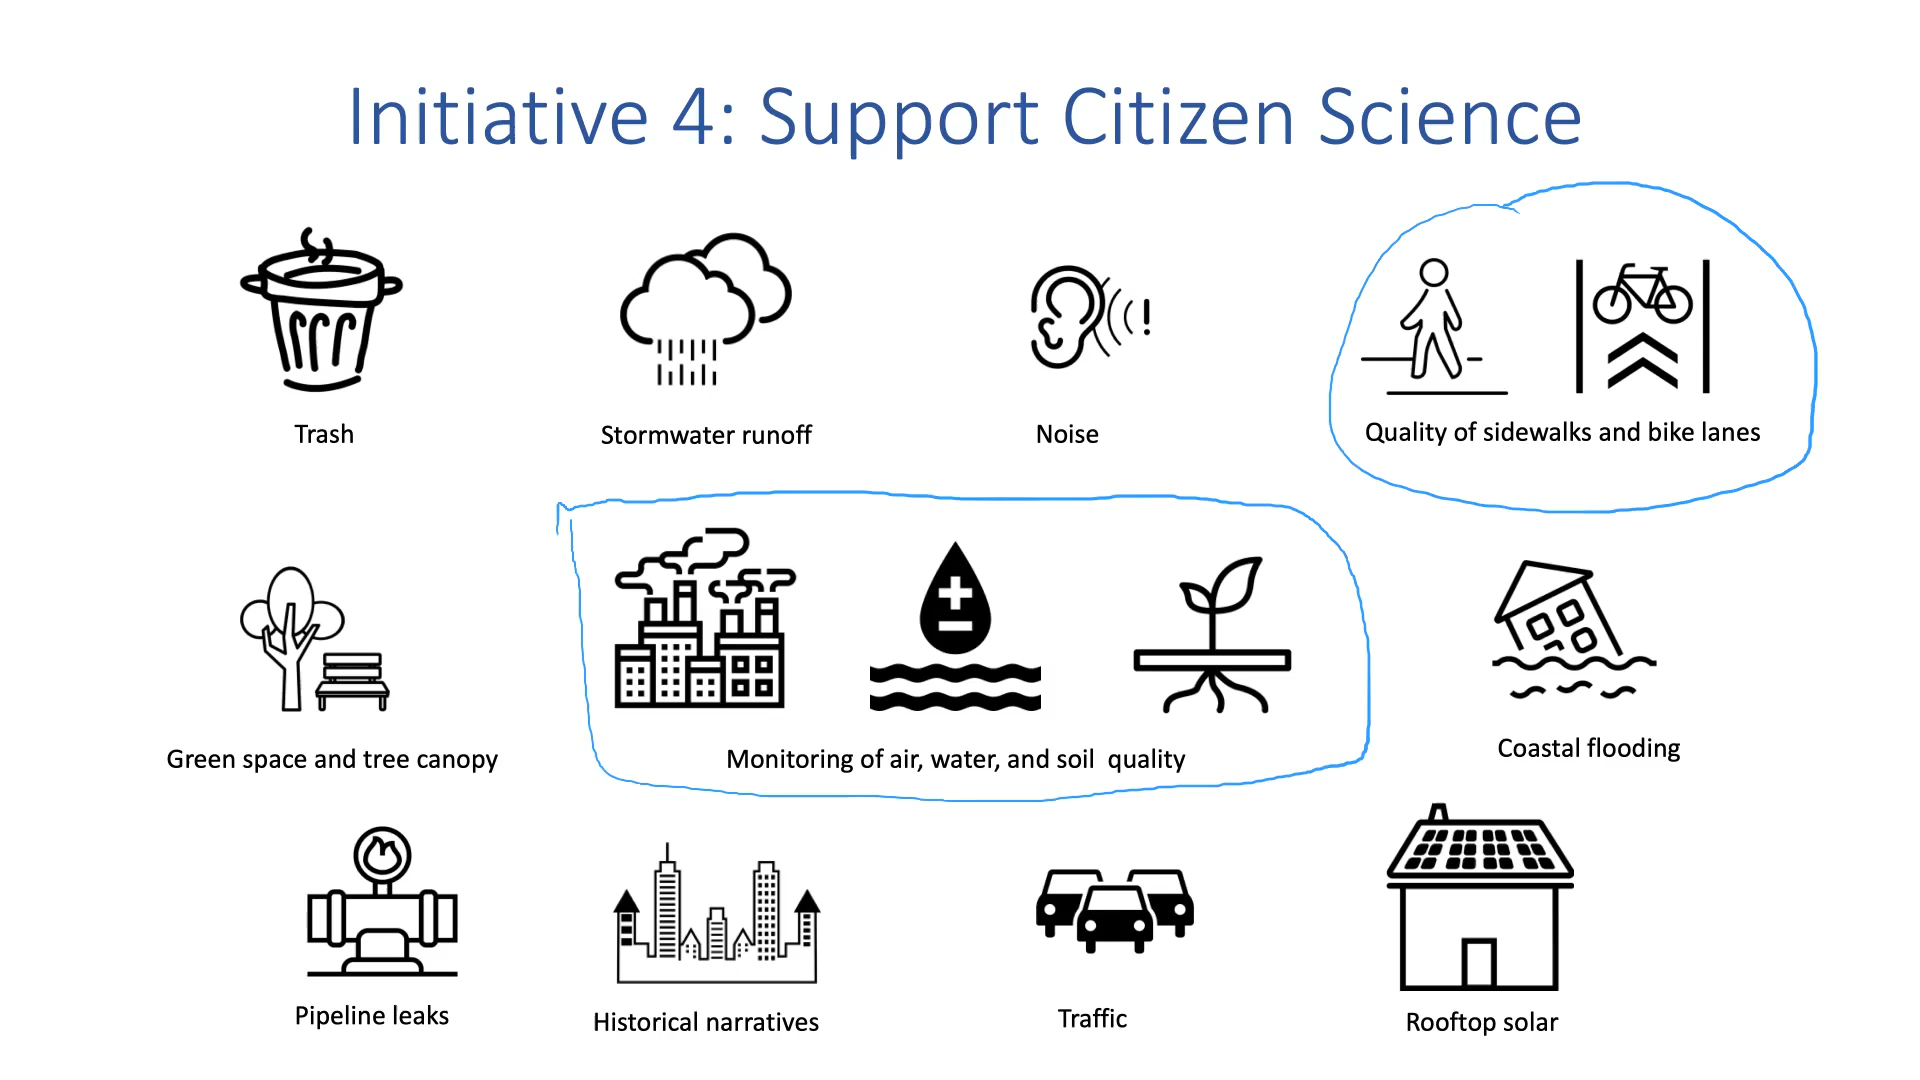 Initiative 4: Support Citizen Science
Trash
Stormwater runoff
!
Noise
Quality of sidewalks and bike lanes
Green space and tree canopy
Monitoring of air, water, and soil  quality
Coastal flooding
Pipeline leaks
Historical narratives
Traffic
Rooftop solar